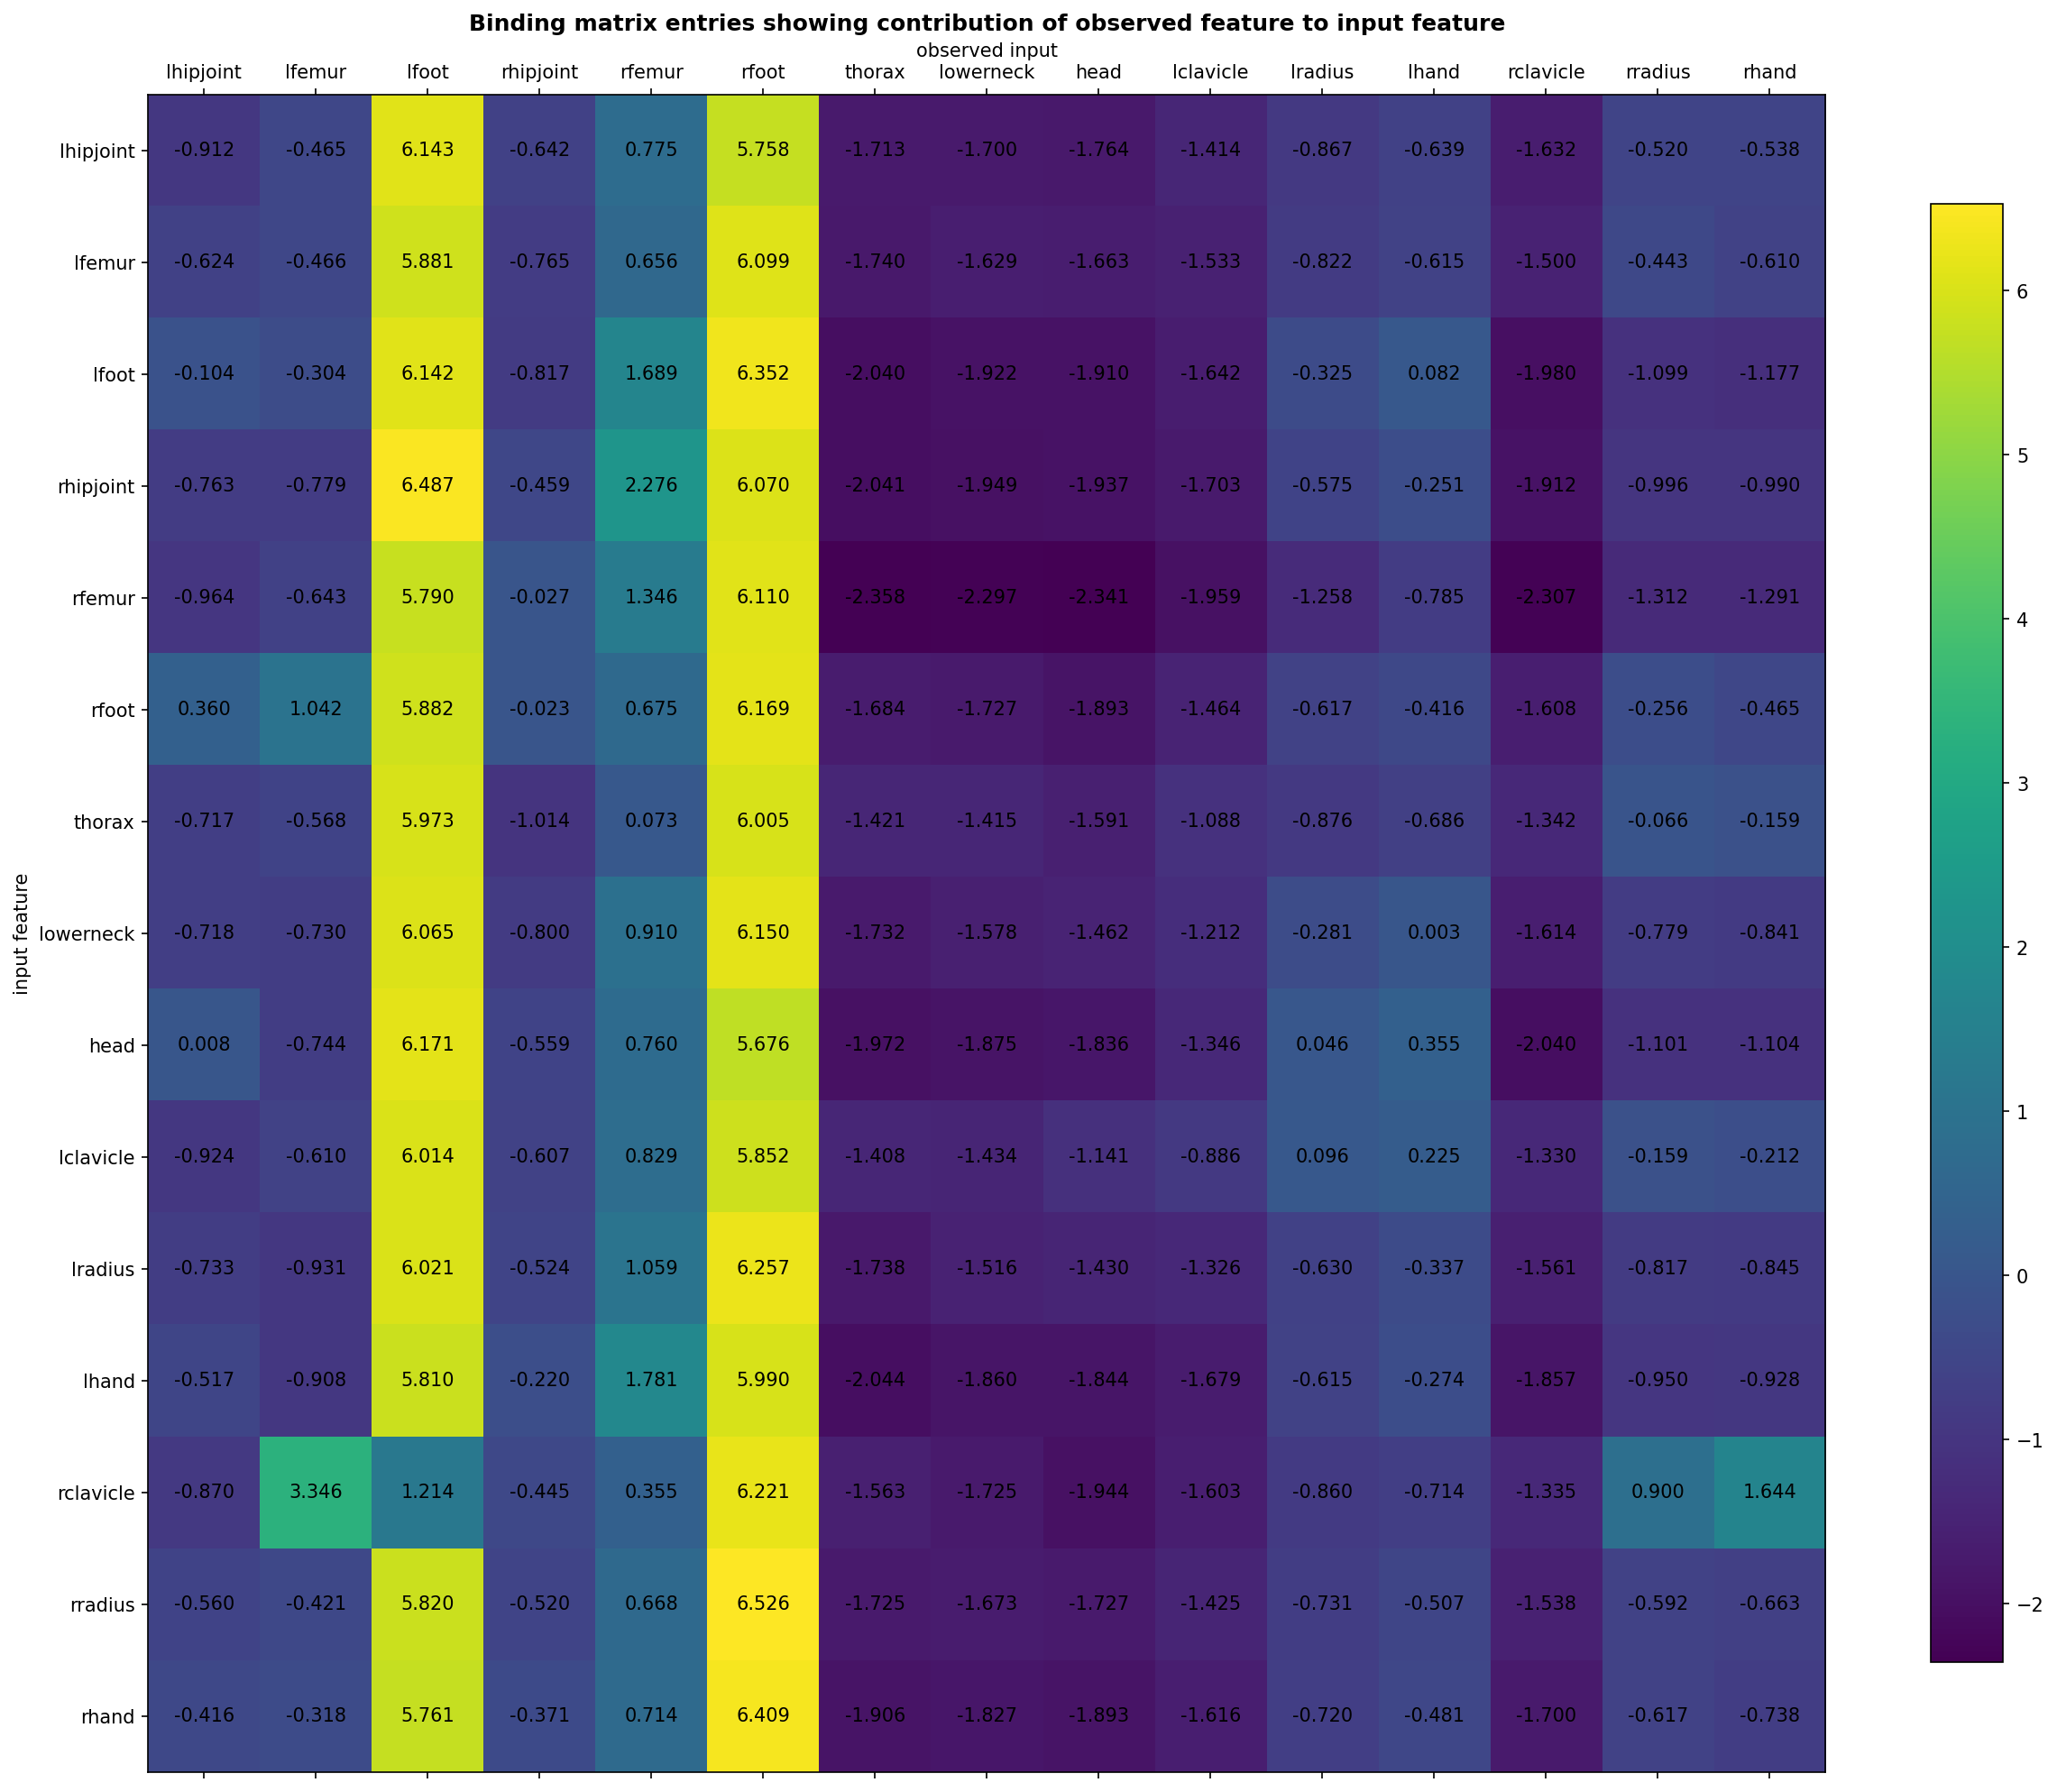 Binding matrix entries showing contribution of observed feature to input feature
observed input
lhipjoint lfemur lfoot rhipjoint rfemur rfoot thorax lowerneck head lclavicle lradius lhand rclavicle rradius rhand
lhipjoint -0.912 -0.465 6.143 -0.642 0.775 5.758 -1.713 -1.700 -1.764 -1.414 -0.867 -0.639 -1.632 -0.520 -0.538
lfemur -0.624 -0.466 5.881 -0.765 0.656 6.099 -1.740 -1.629 -1.663 -1.533 -0.822 -0.615 -1.500 -0.443 -0.610
lfoot -0.104 -0.304 6.142 -0.817 1.689 6.352 -2.040 -1.922 -1.910 -1.642 -0.325 0.082 -1.980 -1.099 -1.177
rhipjoint -0.763 -0.779 6.487 -0.459 2.276 6.070 -2.041 -1.949 -1.937 -1.703 -0.575 -0.251 -1.912 -0.996 -0.990
rfemur -0.964 -0.643 5.790 -0.027 1.346 6.110 -2.358 -2.297 -2.341 -1.959 -1.258 -0.785 -2.307 -1.312 -1.291
rfoot 0.360 1.042 5.882 -0.023 0.675 6.169 -1.684 -1.727 -1.893 -1.464 -0.617 -0.416 -1.608 -0.256 -0.465
thorax -0.717 -0.568 5.973 -1.014 0.073 6.005 -1.421 -1.415 -1.591 -1.088 -0.876 -0.686 -1.342 -0.066 -0.159
lowerneck -0.718 -0.730 6.065 -0.800 0.910 6.150 -1.732 -1.578 -1.462 -1.212 -0.281 0.003 -1.614 -0.779 -0.841
head 0.008 -0.744 6.171 -0.559 0.760 5.676 -1.972 -1.875 -1.836 -1.346 0.046 0.355 -2.040 -1.101 -1.104
lclavicle -0.924 -0.610 6.014 -0.607 0.829 5.852 -1.408 -1.434 -1.141 -0.886 0.096 0.225 -1.330 -0.159 -0.212
lradius -0.733 -0.931 6.021 -0.524 1.059 6.257 -1.738 -1.516 -1.430 -1.326 -0.630 -0.337 -1.561 -0.817 -0.845
lhand -0.517 -0.908 5.810 -0.220 1.781 5.990 -2.044 -1.860 -1.844 -1.679 -0.615 -0.274 -1.857 -0.950 -0.928
rclavicle -0.870 3.346 1.214 -0.445 0.355 6.221 -1.563 -1.725 -1.944 -1.603 -0.860 -0.714 -1.335 0.900 1.644
rradius -0.560 -0.421 5.820 -0.520 0.668 6.526 -1.725 -1.673 -1.727 -1.425 -0.731 -0.507 -1.538 -0.592 -0.663
rhand -0.416 -0.318 5.761 -0.371 0.714 6.409 -1.906 -1.827 -1.893 -1.616 -0.720 -0.481 -1.700 -0.617 -0.738
input feature
6
5
4
3
2
1
0
−1
−2